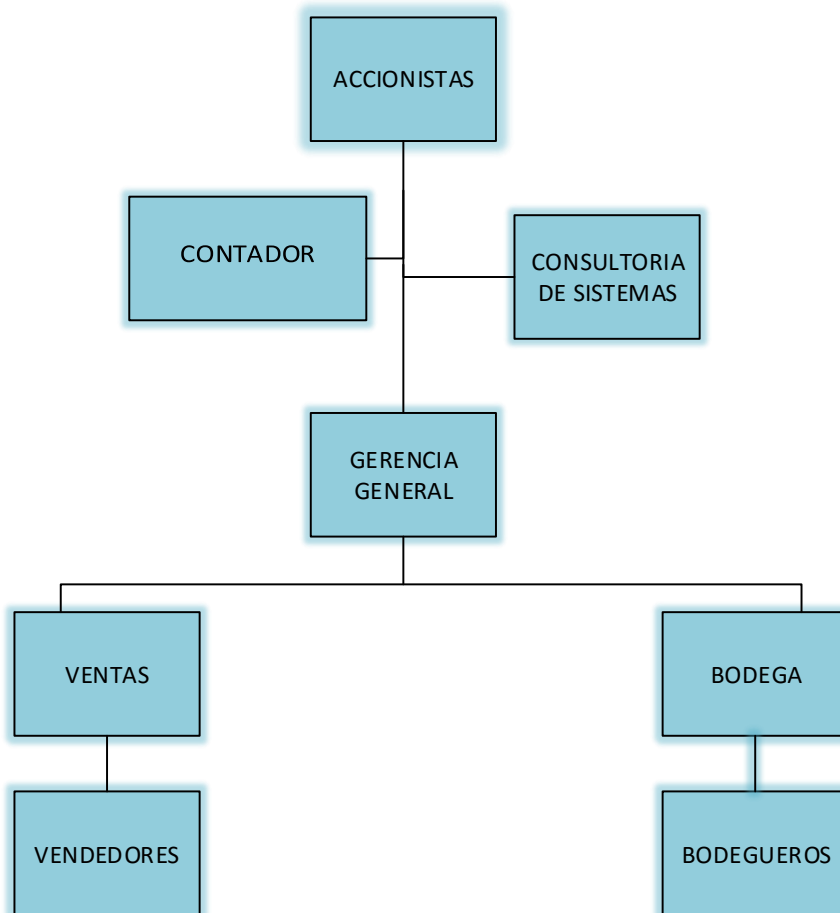 ACCIONISTAS
CONTADOR
CONSULTORIA
DE SISTEMAS
GERENCIA
GENERAL
VENTAS
BODEGA
VENDEDORES
BODEGUEROS